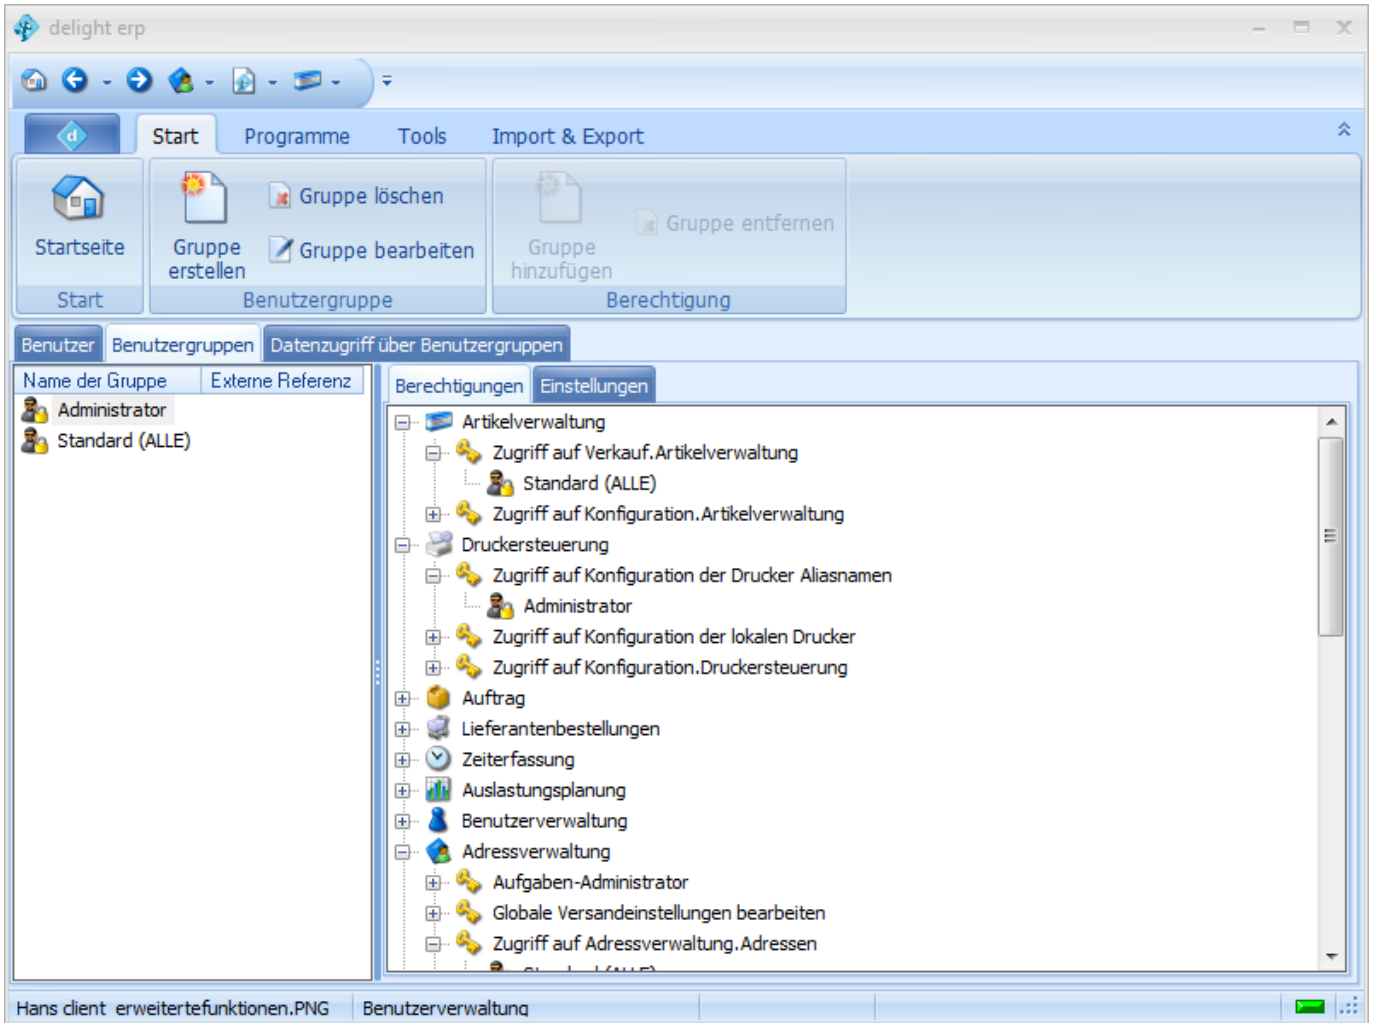 delight erp
Start Programme Tools Import & Export
Startseite
Gruppe erstellen
Gruppe löschen
Gruppe bearbeiten
Gruppe hinzufügen
Gruppe entfernen
Start Benutzergruppe Berechtigung
Benutzer Benutzergruppen Datenzugriff über Benutzergruppen
Name der Gruppe Externe Referenz
Administrator
Standard (ALLE)
Berechtigungen Einstellungen
Artikelverwaltung
Zugriff auf Verkauf.Artikelverwaltung
Standard (ALLE)
Zugriff auf Konfiguration.Artikelverwaltung
Druckersteuerung
Zugriff auf Konfiguration der Drucker Aliasnamen
Administrator
Zugriff auf Konfiguration der lokalen Drucker
Zugriff auf Konfiguration.Druckersteuerung
Auftrag
Lieferantenbestellungen
Zeiterfassung
Auslastungsplanung
Benutzerverwaltung
Adressverwaltung
Aufgaben-Administrator
Globale Versandeinstellungen bearbeiten
Zugriff auf Adressverwaltung.Adressen
Standard (ALLE)
Hans client erweitertefunktionen.PNG Benutzerverwaltung